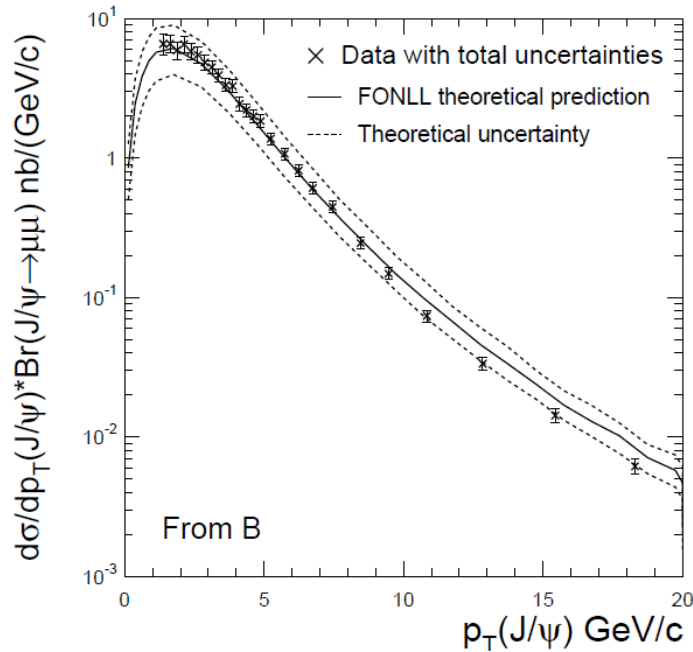 dσ/dp_T(J/ψ)*Br(J/ψ→μμ) nb/(GeV/c)
10
1
10⁻¹
10⁻²
10⁻³
Data with total uncertainties
FONLL theoretical prediction
Theoretical uncertainty
From B
0 5 10 15 20
p_T(J/ψ) GeV/c